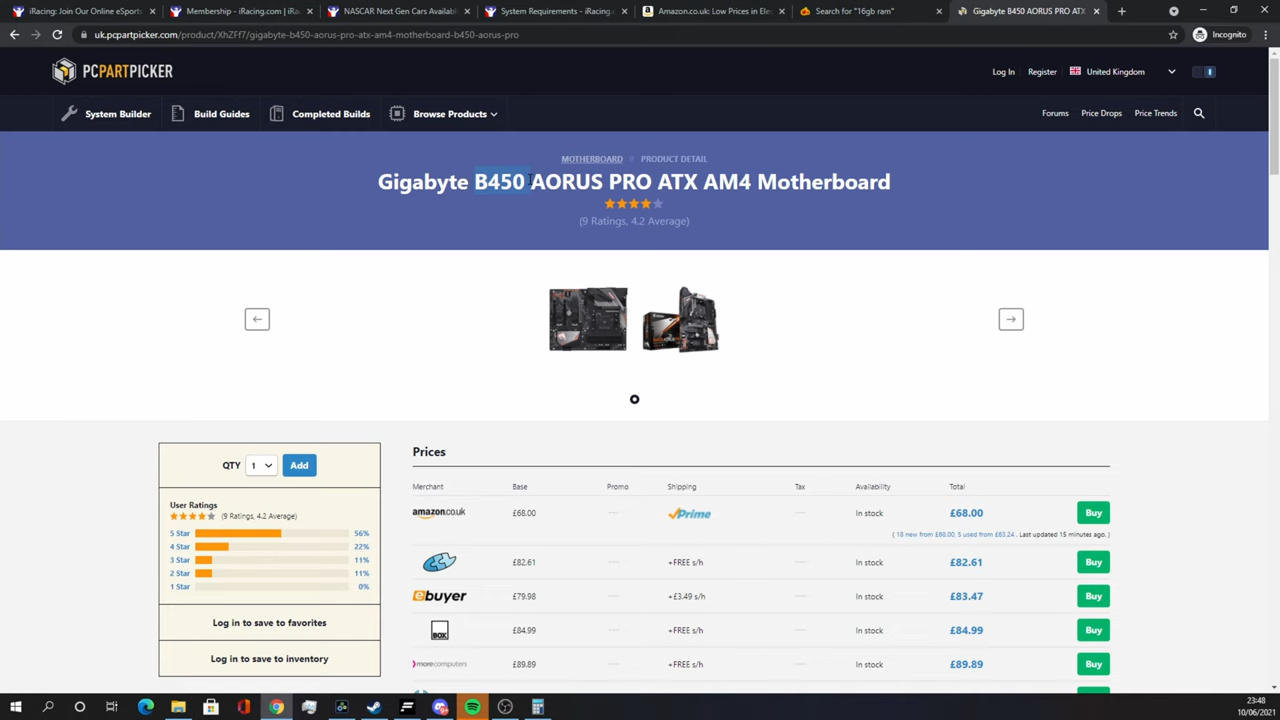 iRacing: Join Our Online eSports
Membership - iRacing.com | iRac
NASCAR Next Gen Cars Availabl
System Requirements - iRacing.c
Amazon.co.uk: Low Prices in Elec
Search for "16gb ram"
Gigabyte B450 AORUS PRO ATX
uk.pcpartpicker.com/product/XhZFf7/gigabyte-b450-aorus-pro-atx-am4-motherboard-b450-aorus-pro
Incognito
PCPARTPICKER
Log In
Register
United Kingdom
System Builder
Build Guides
Completed Builds
Browse Products
Forums
Price Drops
Price Trends
MOTHERBOARD
PRODUCT DETAIL
Gigabyte B450 AORUS PRO ATX AM4 Motherboard
(9 Ratings, 4.2 Average)
QTY 1 Add
User Ratings
(9 Ratings, 4.2 Average)
5 Star 56%
4 Star 22%
3 Star 11%
2 Star 11%
1 Star 0%
Log in to save to favorites
Log in to save to inventory
Prices
Merchant Base Promo Shipping Tax Availability Total
amazon.co.uk £68.00 Prime In stock £68.00 Buy
( 18 new from £68.00, 5 used from £63.24 . Last updated 15 minutes ago. )
£82.61 +FREE s/h In stock £82.61 Buy
ebuyer £79.98 +£3.49 s/h In stock £83.47 Buy
BOX £84.99 +FREE s/h In stock £84.99 Buy
morecomputers £89.89 +FREE s/h In stock £89.89 Buy
23:48
10/06/2021